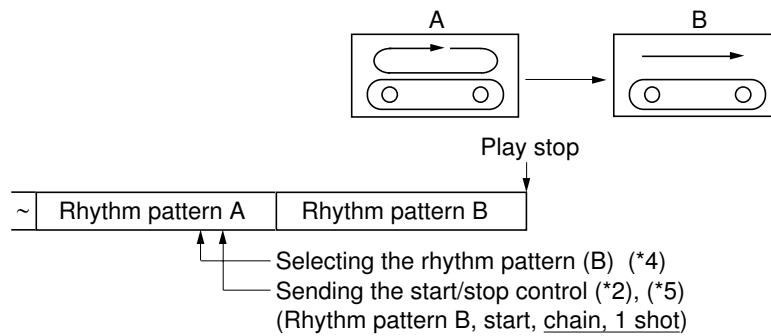 A
B
Play stop
~ Rhythm pattern A Rhythm pattern B
Selecting the rhythm pattern (B) (*4)
Sending the start/stop control (*2), (*5)
(Rhythm pattern B, start, chain, 1 shot)